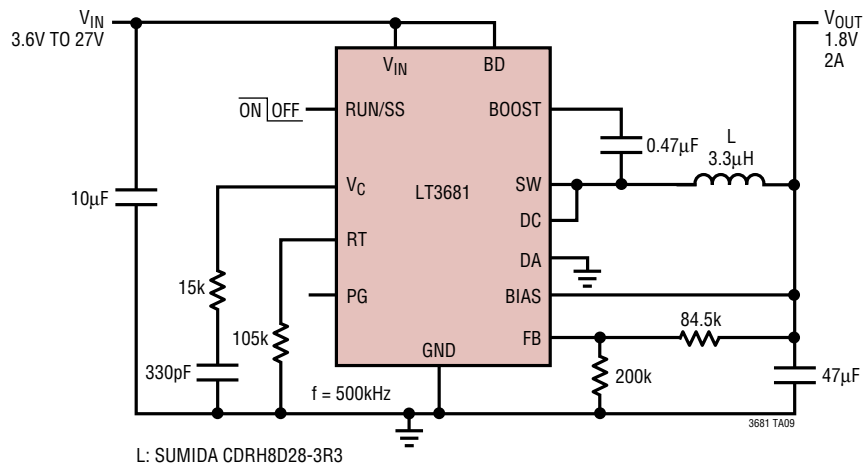 VIN
3.6V TO 27V
VOUT
1.8V
2A
VIN
BD
ON OFF
RUN/SS
BOOST
0.47µF
L
3.3µH
10µF
VC
LT3681
SW
DC
RT
DA
15k
PG
BIAS
105k
84.5k
FB
GND
330pF
f = 500kHz
200k
47µF
3681 TA09
L: SUMIDA CDRH8D28-3R3